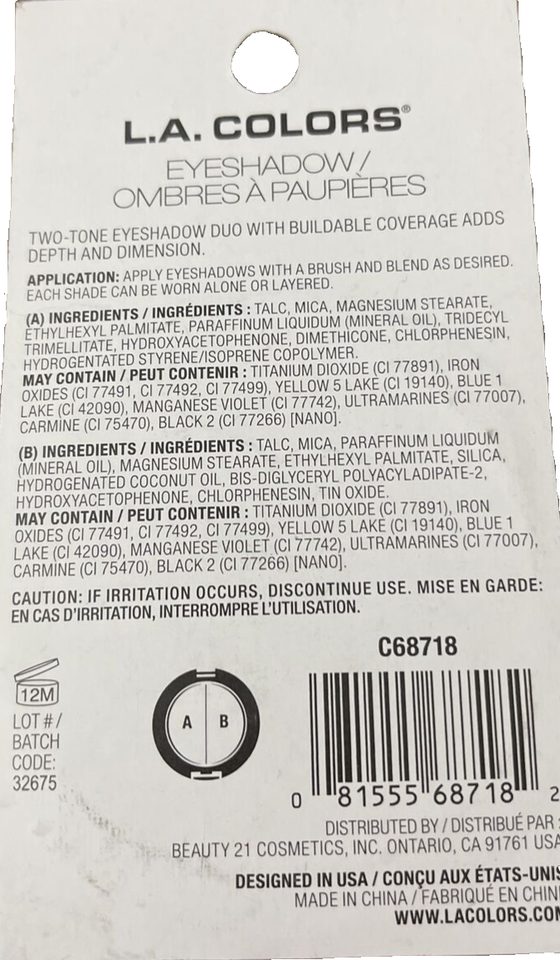 L.A. COLORS®
EYESHADOW /
OMBRES À PAUPIÈRES
TWO-TONE EYESHADOW DUO WITH BUILDABLE COVERAGE ADDS
DEPTH AND DIMENSION.
APPLICATION: APPLY EYESHADOWS WITH A BRUSH AND BLEND AS DESIRED.
EACH SHADE CAN BE WORN ALONE OR LAYERED.
(A) INGREDIENTS / INGRÉDIENTS : TALC, MICA, MAGNESIUM STEARATE,
ETHYLHEXYL PALMITATE, PARAFFINUM LIQUIDUM (MINERAL OIL), TRIDECYL
TRIMELLITATE, HYDROXYACETOPHENONE, DIMETHICONE, CHLORPHENESIN,
HYDROGENTATED STYRENE/ISOPRENE COPOLYMER.
MAY CONTAIN / PEUT CONTENIR : TITANIUM DIOXIDE (CI 77891), IRON
OXIDES (CI 77491, CI 77492, CI 77499), YELLOW 5 LAKE (CI 19140), BLUE 1
LAKE (CI 42090), MANGANESE VIOLET (CI 77742), ULTRAMARINES (CI 77007),
CARMINE (CI 75470), BLACK 2 (CI 77266) [NANO].
(B) INGREDIENTS / INGRÉDIENTS : TALC, MICA, PARAFFINUM LIQUIDUM
(MINERAL OIL), MAGNESIUM STEARATE, ETHYLHEXYL PALMITATE, SILICA,
HYDROGENATED COCONUT OIL, BIS-DIGLYCERYL POLYACYLADIPATE-2,
HYDROXYACETOPHENONE, CHLORPHENESIN, TIN OXIDE.
MAY CONTAIN / PEUT CONTENIR : TITANIUM DIOXIDE (CI 77891), IRON
OXIDES (CI 77491, CI 77492, CI 77499), YELLOW 5 LAKE (CI 19140), BLUE 1
LAKE (CI 42090), MANGANESE VIOLET (CI 77742), ULTRAMARINES (CI 77007),
CARMINE (CI 75470), BLACK 2 (CI 77266) [NANO].
CAUTION: IF IRRITATION OCCURS, DISCONTINUE USE. MISE EN GARDE:
EN CAS D'IRRITATION, INTERROMPRE L'UTILISATION.
C68718
12M
LOT # /
BATCH
CODE:
32675
A B
0 81555 68718 2
DISTRIBUTED BY / DISTRIBUÉ PAR :
BEAUTY 21 COSMETICS, INC. ONTARIO, CA 91761 USA
DESIGNED IN USA / CONÇU AUX ÉTATS-UNIS
MADE IN CHINA / FABRIQUÉ EN CHIN
WWW.LACOLORS.COM